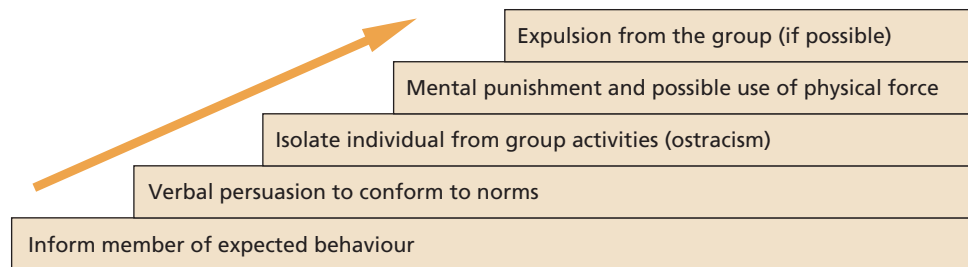 Expulsion from the group (if possible)
Mental punishment and possible use of physical force
Isolate individual from group activities (ostracism)
Verbal persuasion to conform to norms
Inform member of expected behaviour